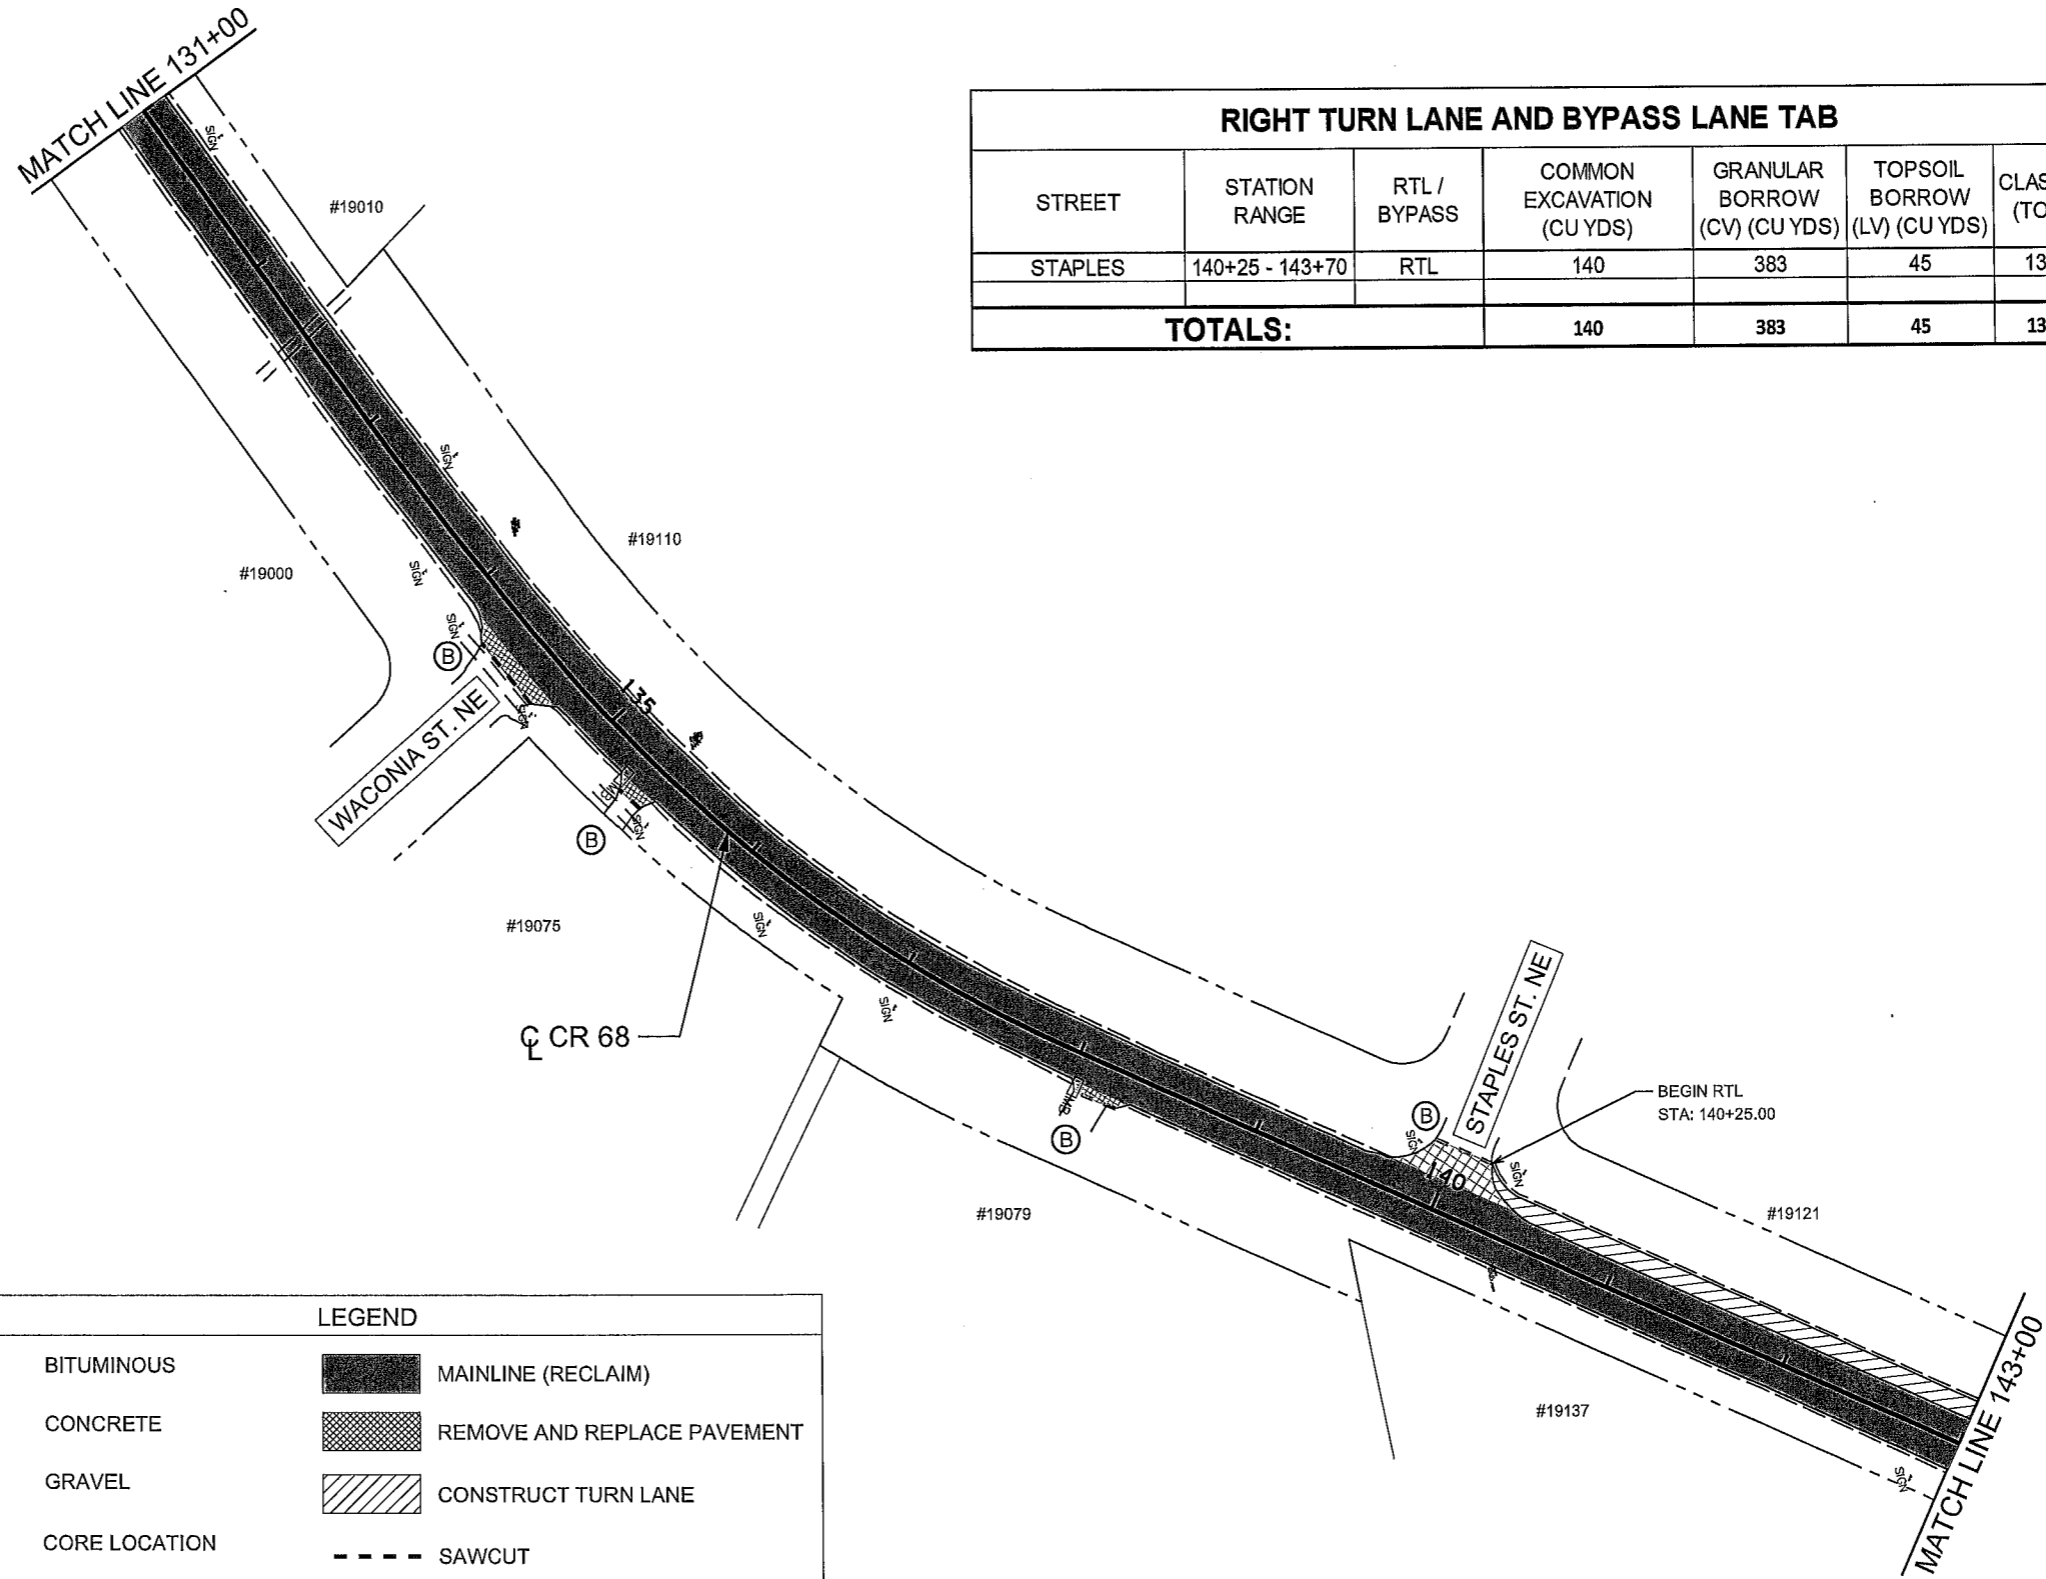 MATCH LINE 131+00
RIGHT TURN LANE AND BYPASS LANE TAB
STREET
STATION
RANGE
RTL /
BYPASS
COMMON
EXCAVATION
(CU YDS)
GRANULAR
BORROW
(CV) (CU YDS)
TOPSOIL
BORROW
(LV) (CU YDS)
STAPLES 140+25 - 143+70 RTL 140 383 45
TOTALS: 140 383 45
SIGN
#19010
SIGN
#19110
#19000
SIGN
SIGN
B
WACONIA ST. NE
SIGN
135
MB
SIGN
B
#19075
SIGN
SIGN
CL CR 68
STAPLES ST. NE
BEGIN RTL
STA: 140+25.00
B
SIGN
SIGN
140
B
#19079
#19121
#19137
SIGN
MATCH LINE 143+00
LEGEND
BITUMINOUS
MAINLINE (RECLAIM)
CONCRETE
REMOVE AND REPLACE PAVEMENT
GRAVEL
CONSTRUCT TURN LANE
CORE LOCATION
SAWCUT